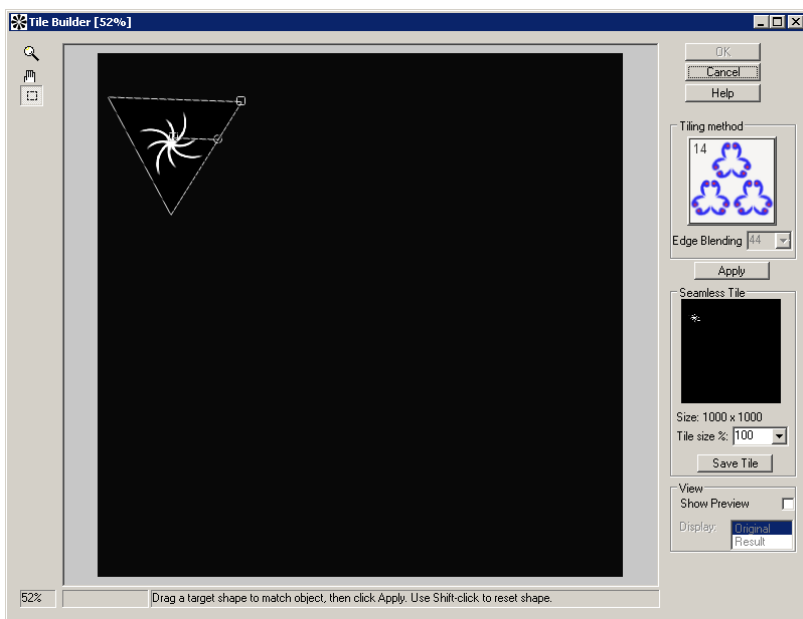 Tile Builder [52%]
OK
Cancel
Help
Tiling method
14
Edge Blending 44
Apply
Seamless Tile
Size: 1000 x 1000
Tile size %: 100
Save Tile
View
Show Preview
Display: Original
Result
52%
Drag a target shape to match object, then click Apply. Use Shift-click to reset shape.